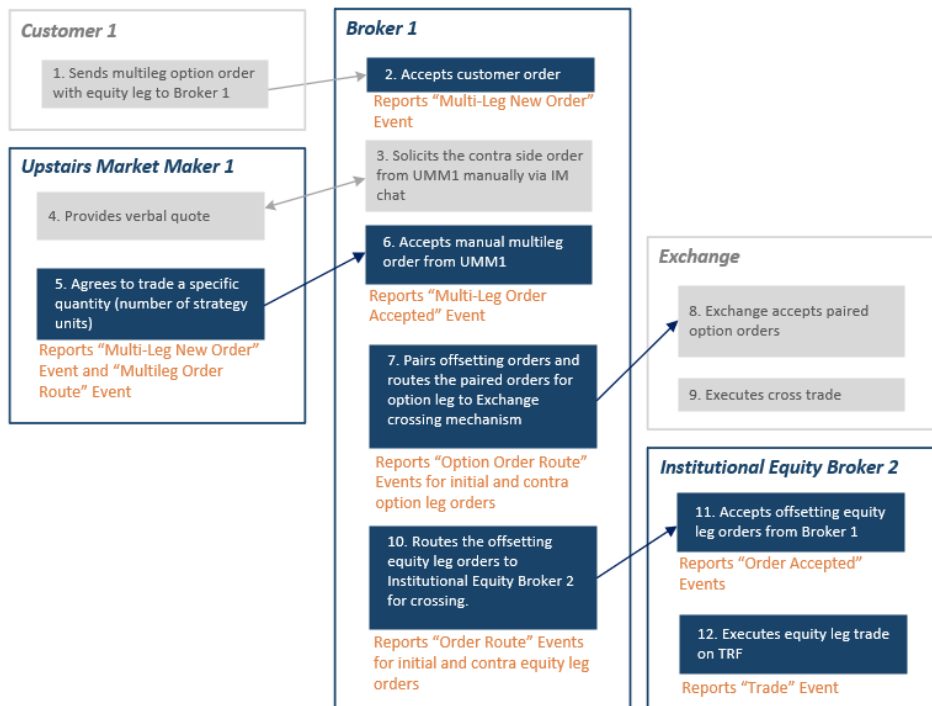 Customer 1
1. Sends multileg option order
with equity leg to Broker 1
Upstairs Market Maker 1
4. Provides verbal quote
5. Agrees to trade a specific
quantity (number of strategy
units)
Reports “Multi-Leg New Order”
Event and “Multileg Order
Route” Event
Broker 1
2. Accepts customer order
Reports “Multi-Leg New Order”
Event
3. Solicits the contra side order
from UMM1 manually via IM
chat
6. Accepts manual multileg
order from UMM1
Reports “Multi-Leg Order
Accepted” Event
7. Pairs offsetting orders and
routes the paired orders for
option leg to Exchange
crossing mechanism
Reports “Option Order Route”
Events for initial and contra
option leg orders
10. Routes the offsetting
equity leg orders to
Institutional Equity Broker 2
for crossing.
Reports “Order Route” Events
for initial and contra equity leg
orders
Exchange
8. Exchange accepts paired
option orders
9. Executes cross trade
Institutional Equity Broker 2
11. Accepts offsetting equity
leg orders from Broker 1
Reports “Order Accepted”
Events
12. Executes equity leg trade
on TRF
Reports “Trade” Event